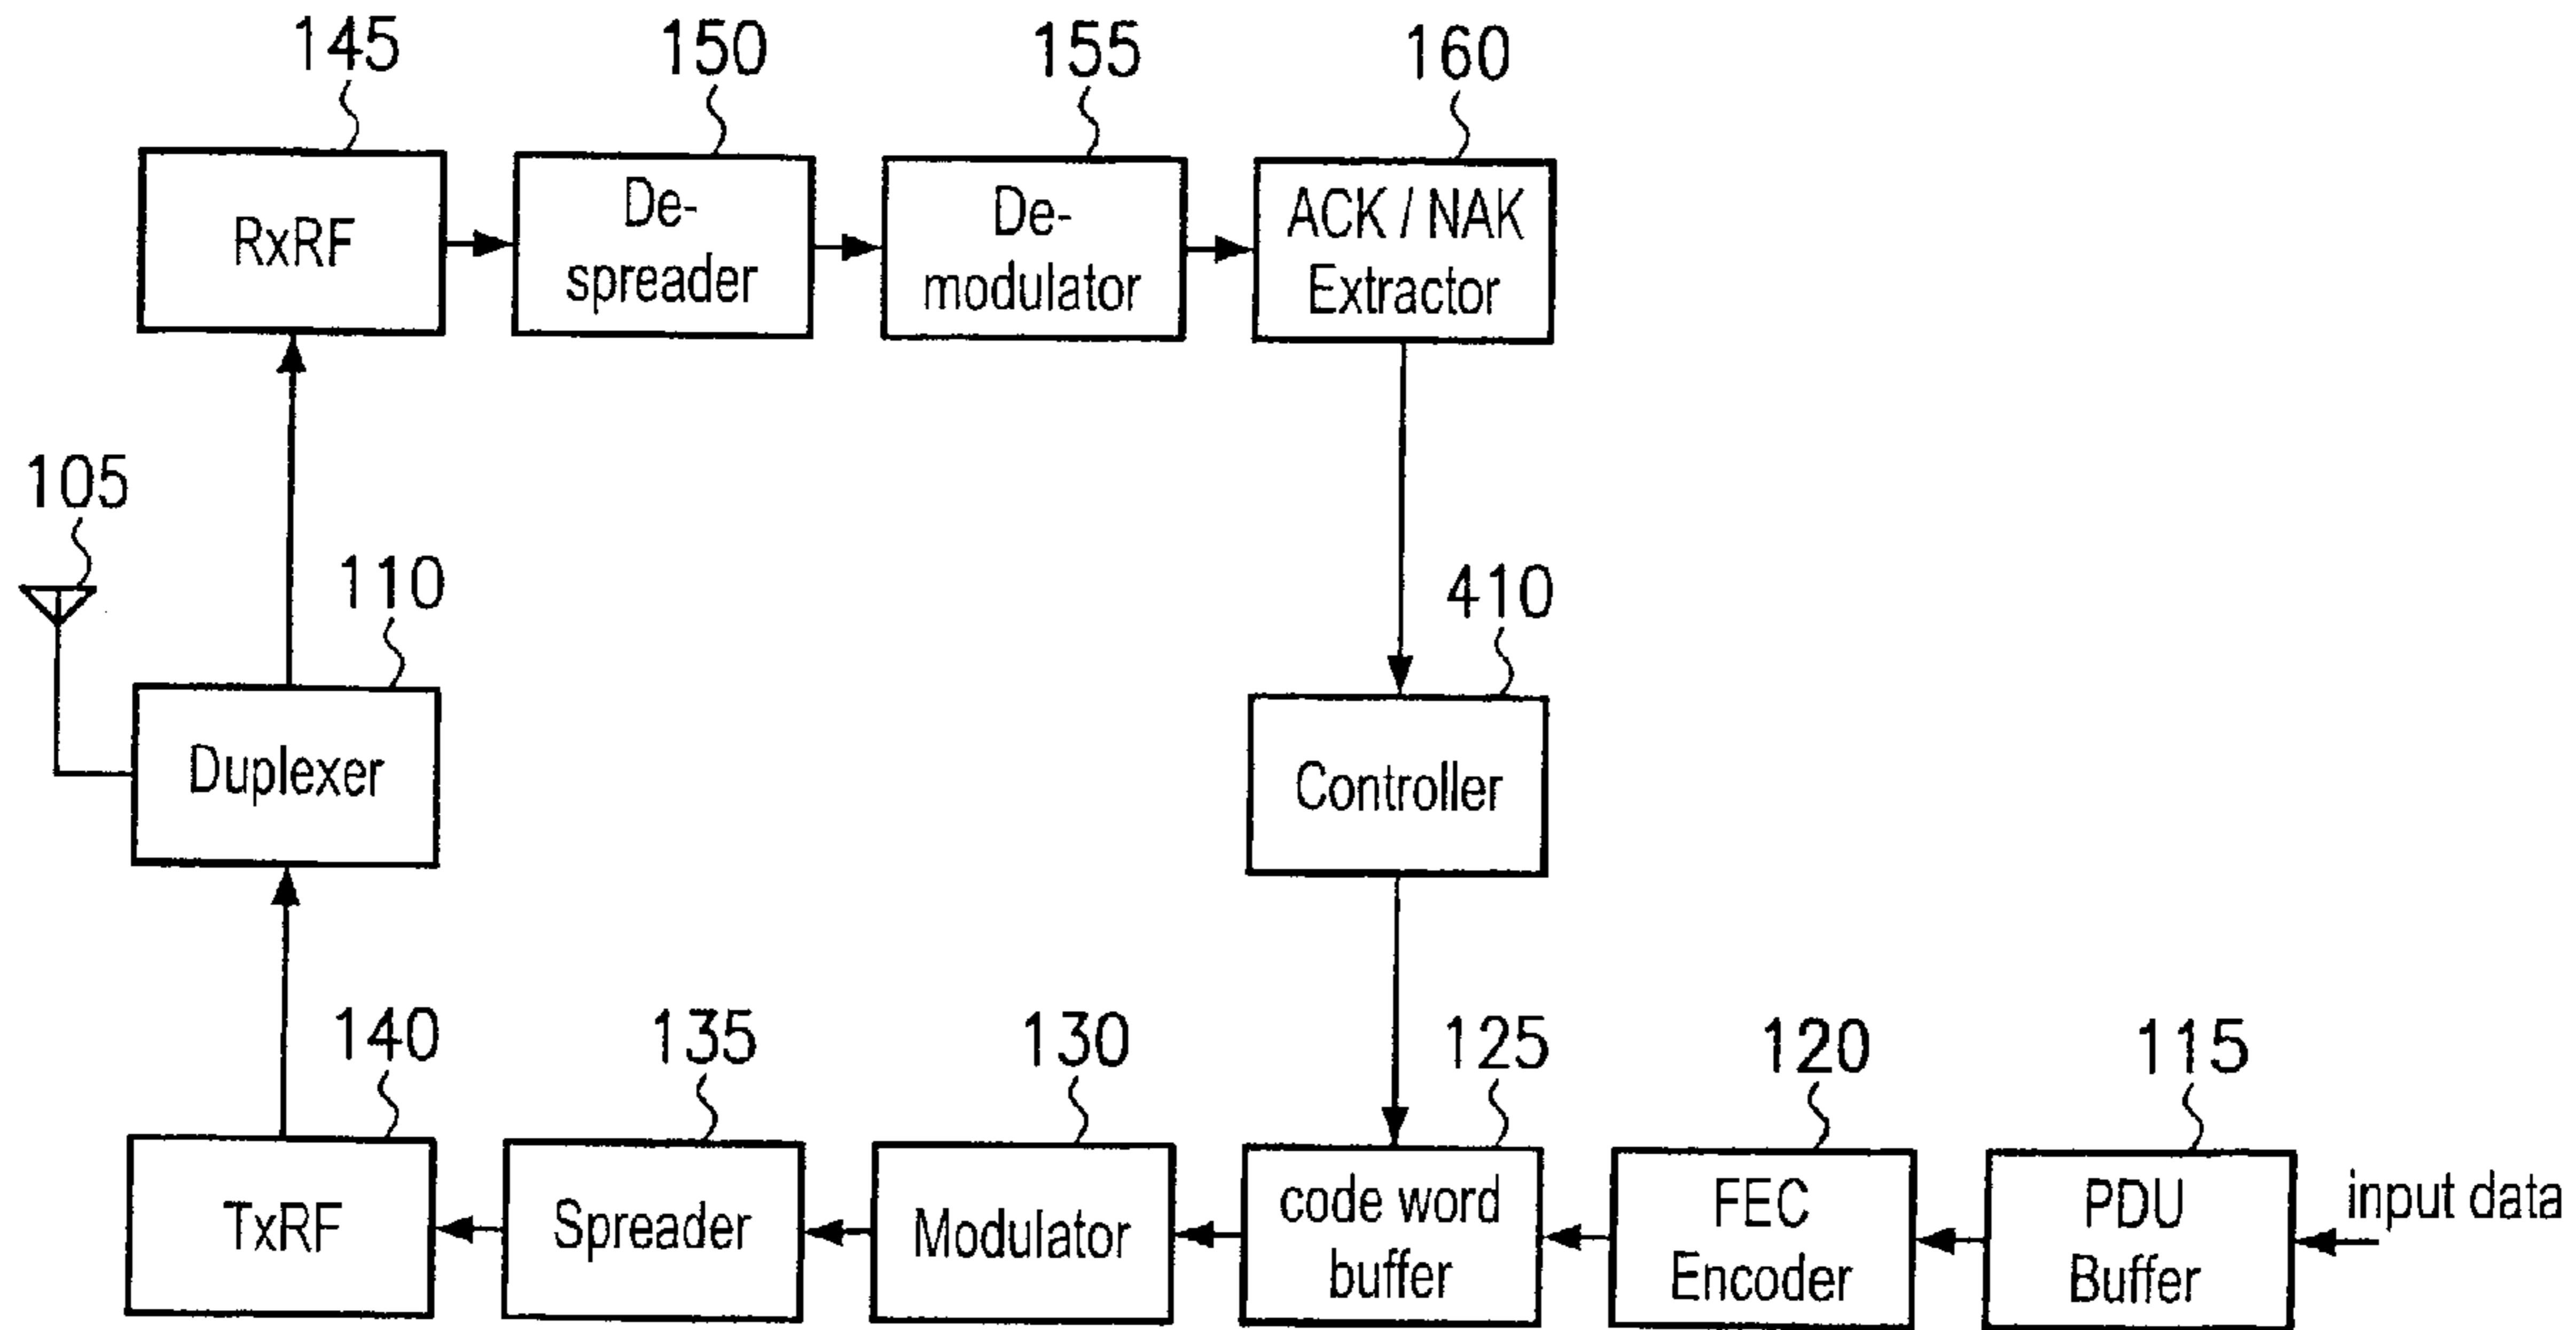 145
150
155
160
RxRF
De-
spreader
De-
modulator
ACK / NAK
Extractor
105
110
410
Duplexer
Controller
140
135
130
125
120
115
TxRF
Spreader
Modulator
code word
buffer
FEC
Encoder
PDU
Buffer
input data